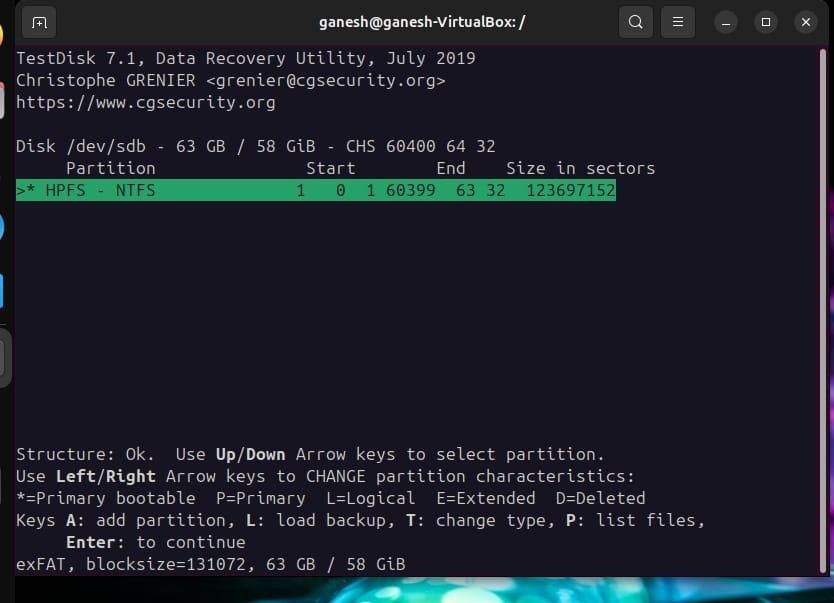 ganesh@ganesh-VirtualBox: /
TestDisk 7.1, Data Recovery Utility, July 2019
Christophe GRENIER <grenier@cgsecurity.org>
https://www.cgsecurity.org
Disk /dev/sdb - 63 GB / 58 GiB - CHS 60400 64 32
Partition Start End Size in sectors
>* HPFS - NTFS 1 0 1 60399 63 32 123697152
Structure: Ok. Use Up/Down Arrow keys to select partition.
Use Left/Right Arrow keys to CHANGE partition characteristics:
*=Primary bootable P=Primary L=Logical E=Extended D=Deleted
Keys A: add partition, L: load backup, T: change type, P: list files,
Enter: to continue
exFAT, blocksize=131072, 63 GB / 58 GiB